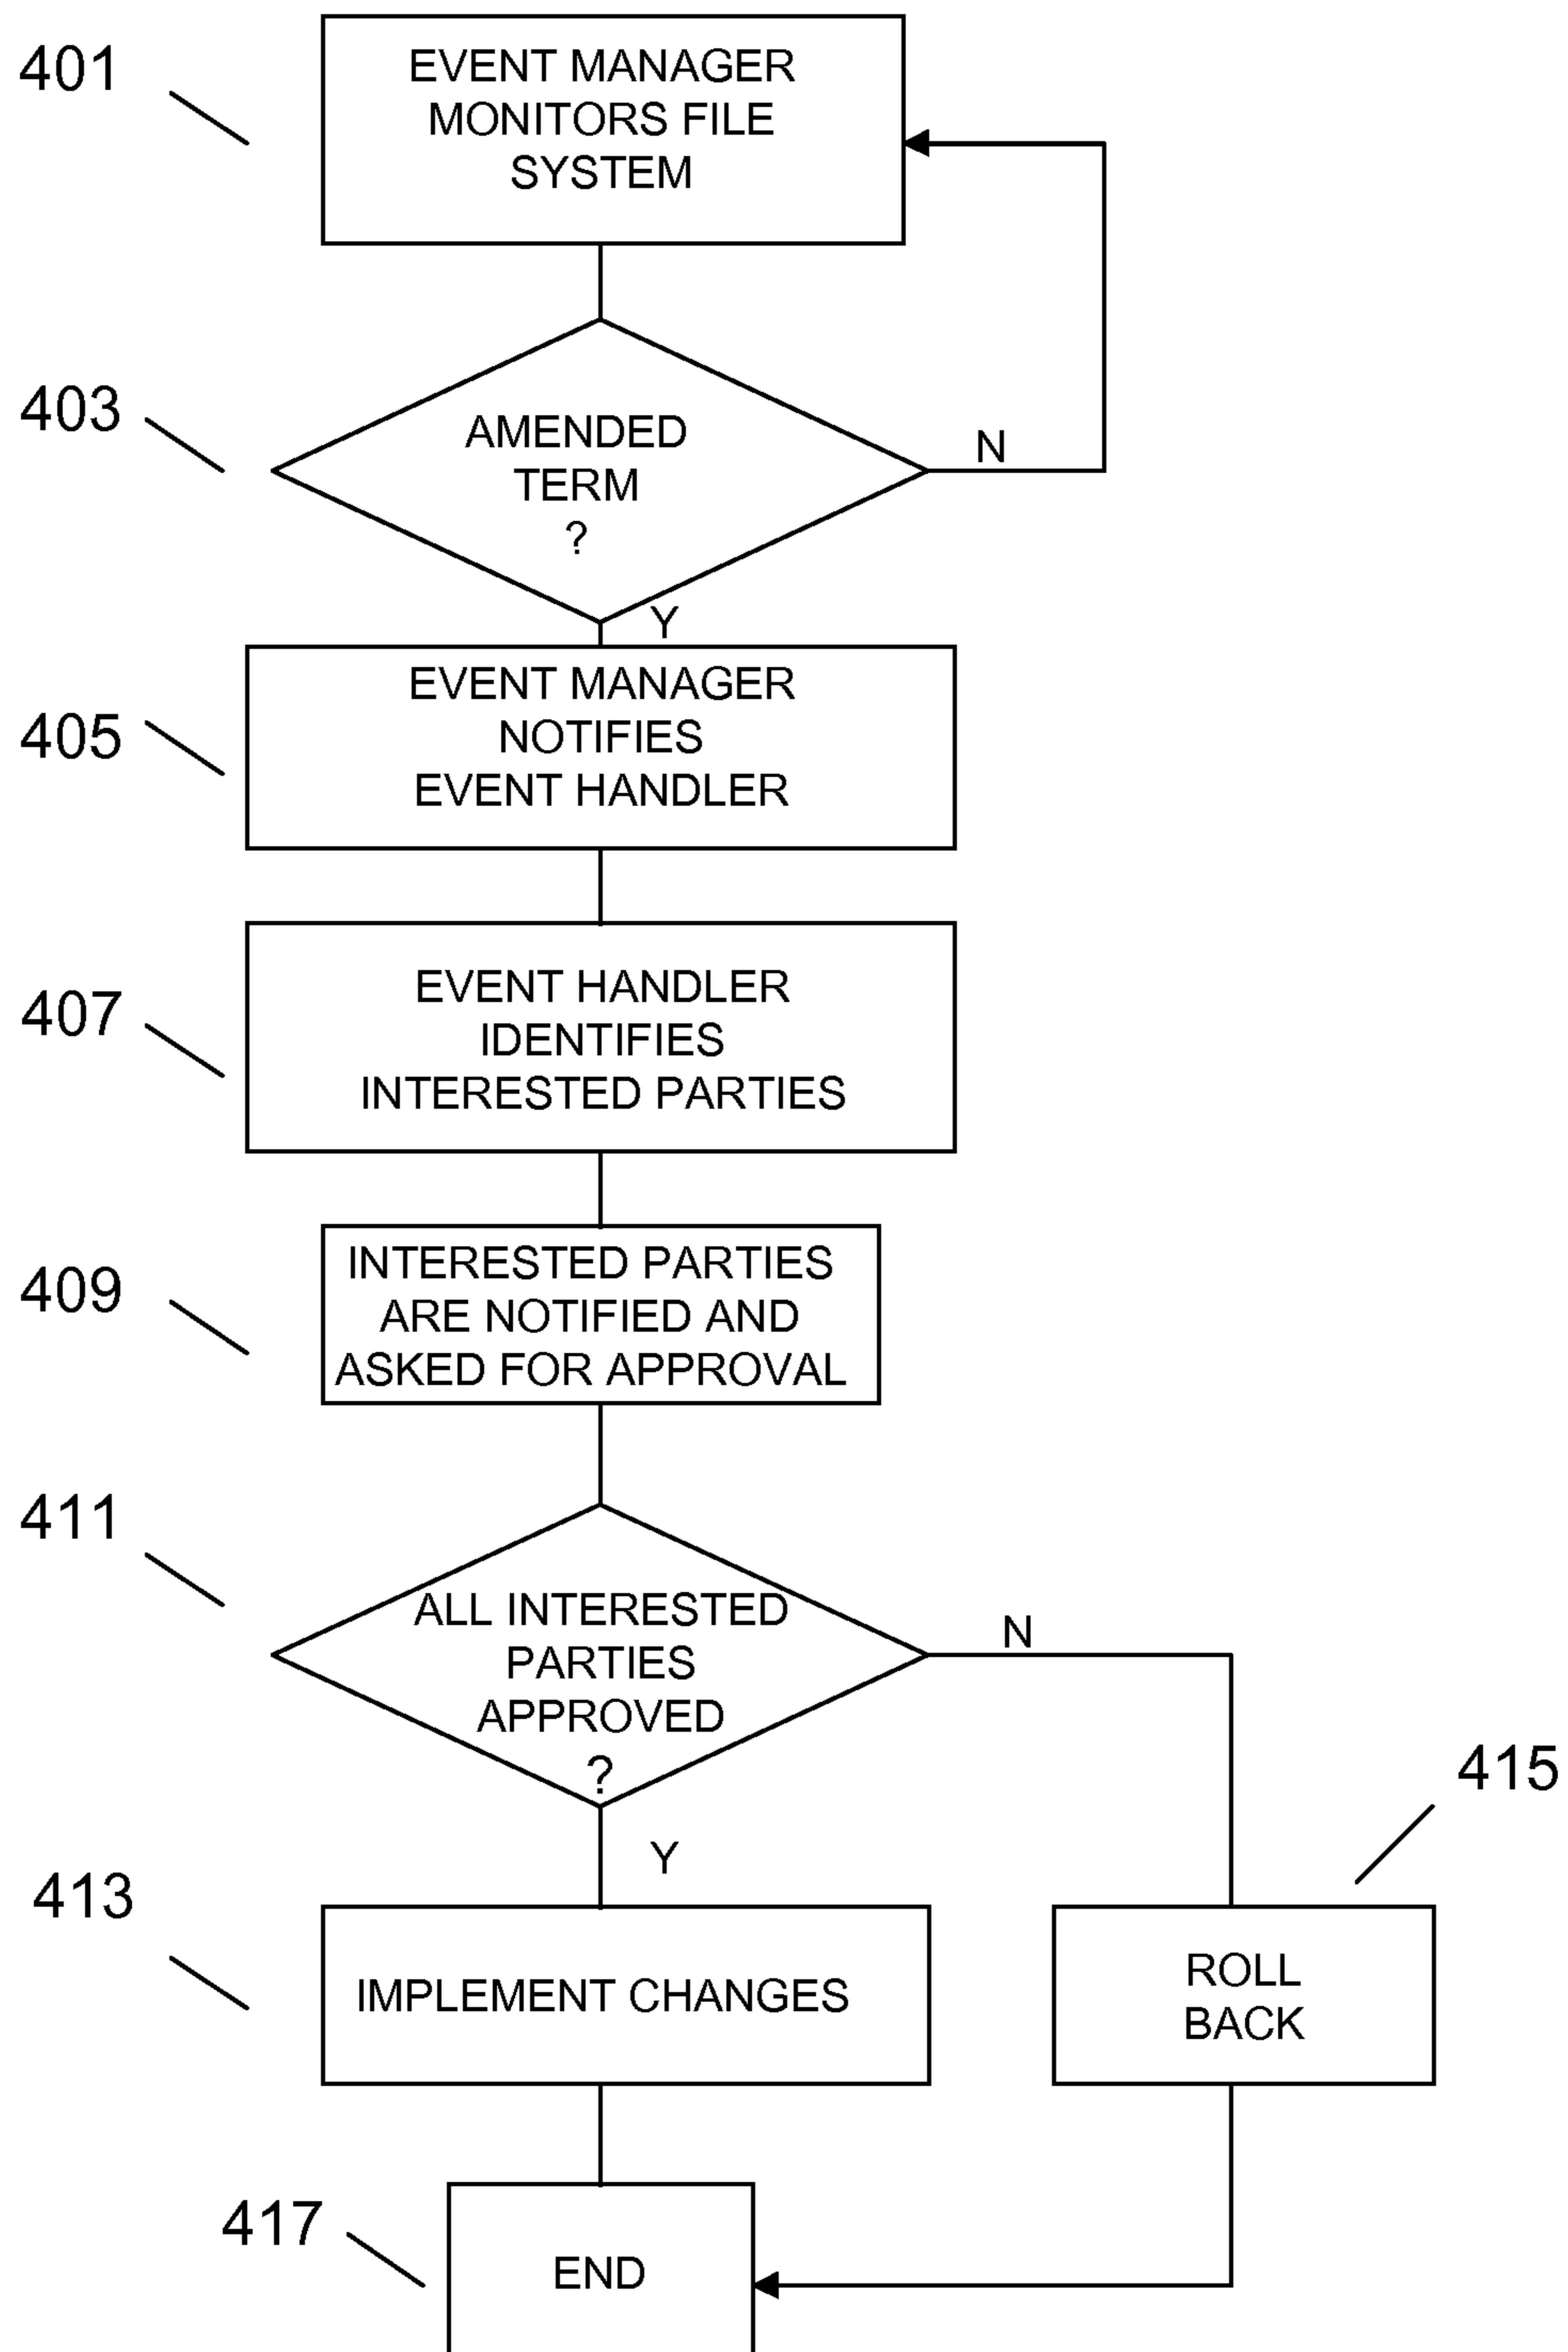 401
EVENT MANAGER
MONITORS FILE
SYSTEM
403
AMENDED
TERM
?
N
Y
405
EVENT MANAGER
NOTIFIES
EVENT HANDLER
407
EVENT HANDLER
IDENTIFIES
INTERESTED PARTIES
409
INTERESTED PARTIES
ARE NOTIFIED AND
ASKED FOR APPROVAL
411
ALL INTERESTED
PARTIES
APPROVED
?
N
Y
415
413
IMPLEMENT CHANGES
ROLL
BACK
417
END